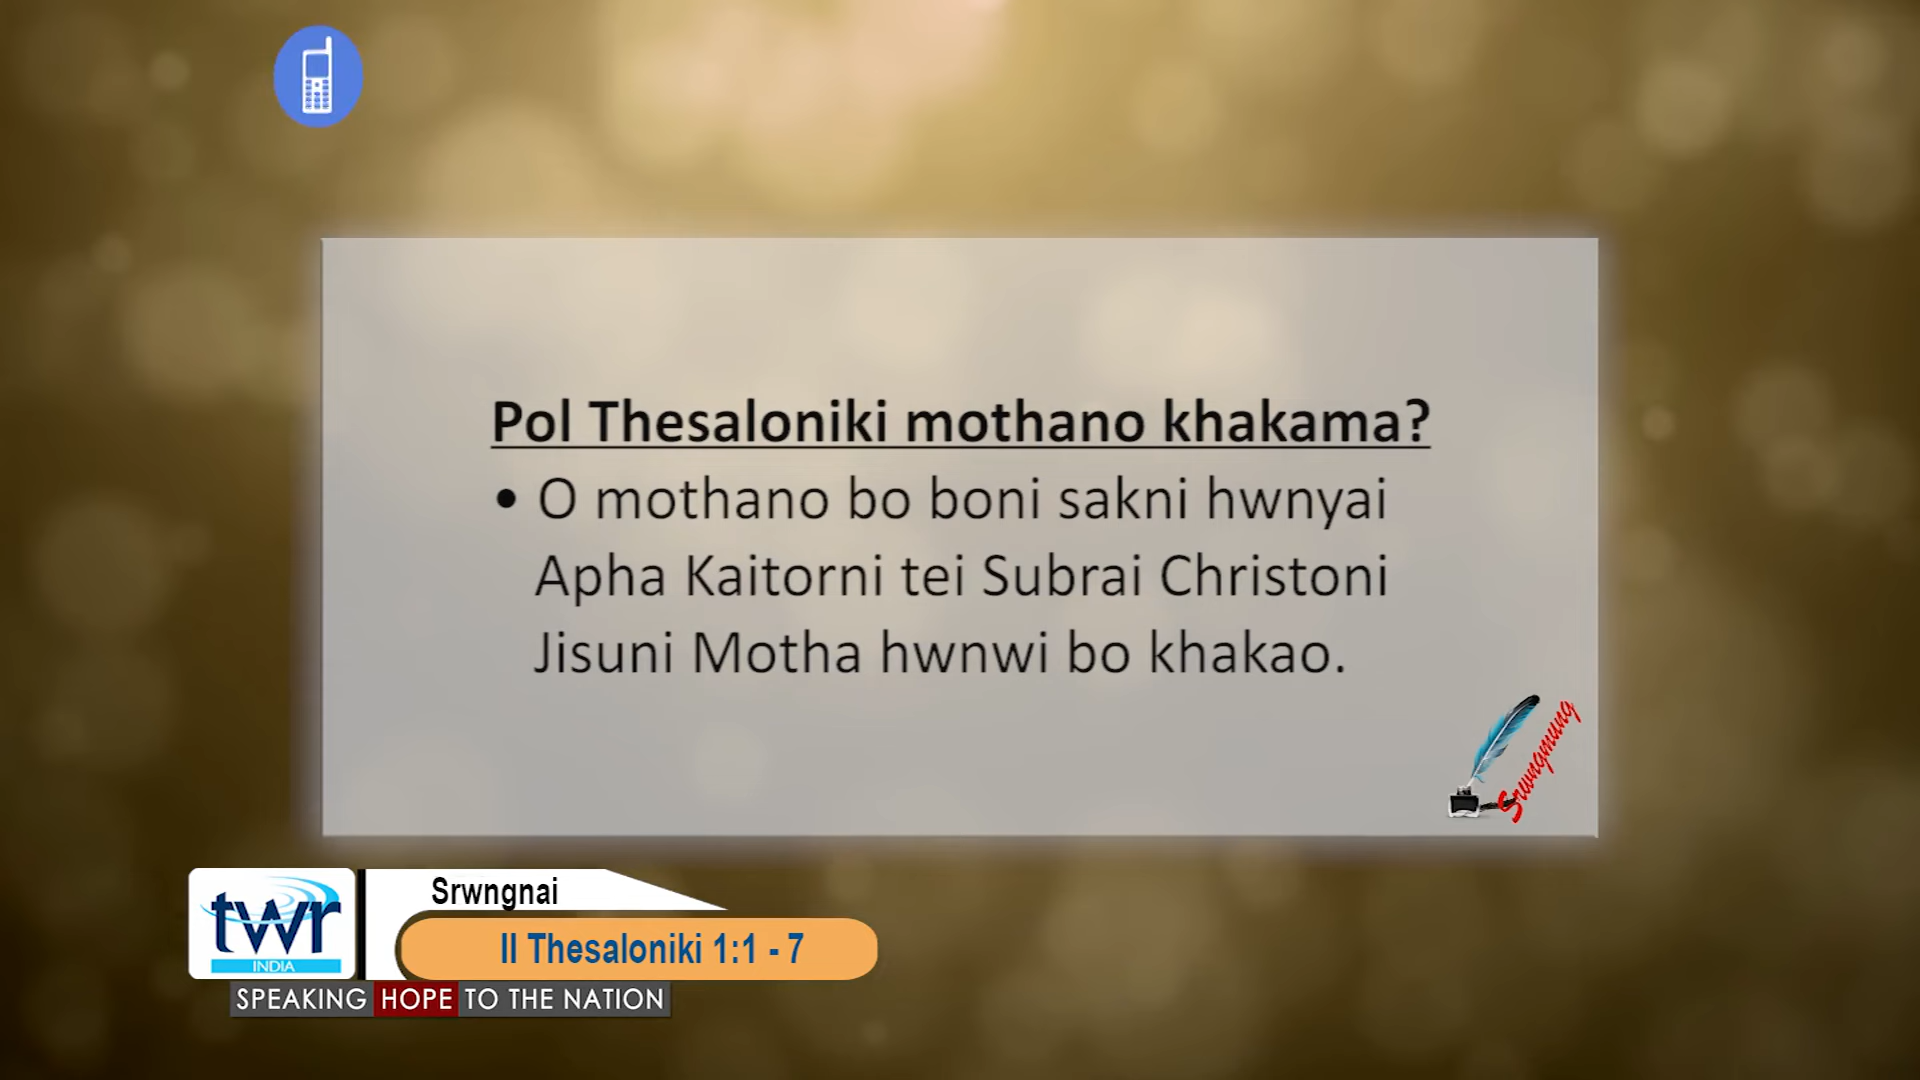 Pol Thesaloniki mothano khakama?
• O mothano bo boni sakni hwnyai
Apha Kaitorni tei Subrai Christoni
Jisuni Motha hwnwi bo khakao.
Srwngmung
twr
INDIA
Srwngnai
II Thesaloniki 1:1 - 7
SPEAKING HOPE TO THE NATION